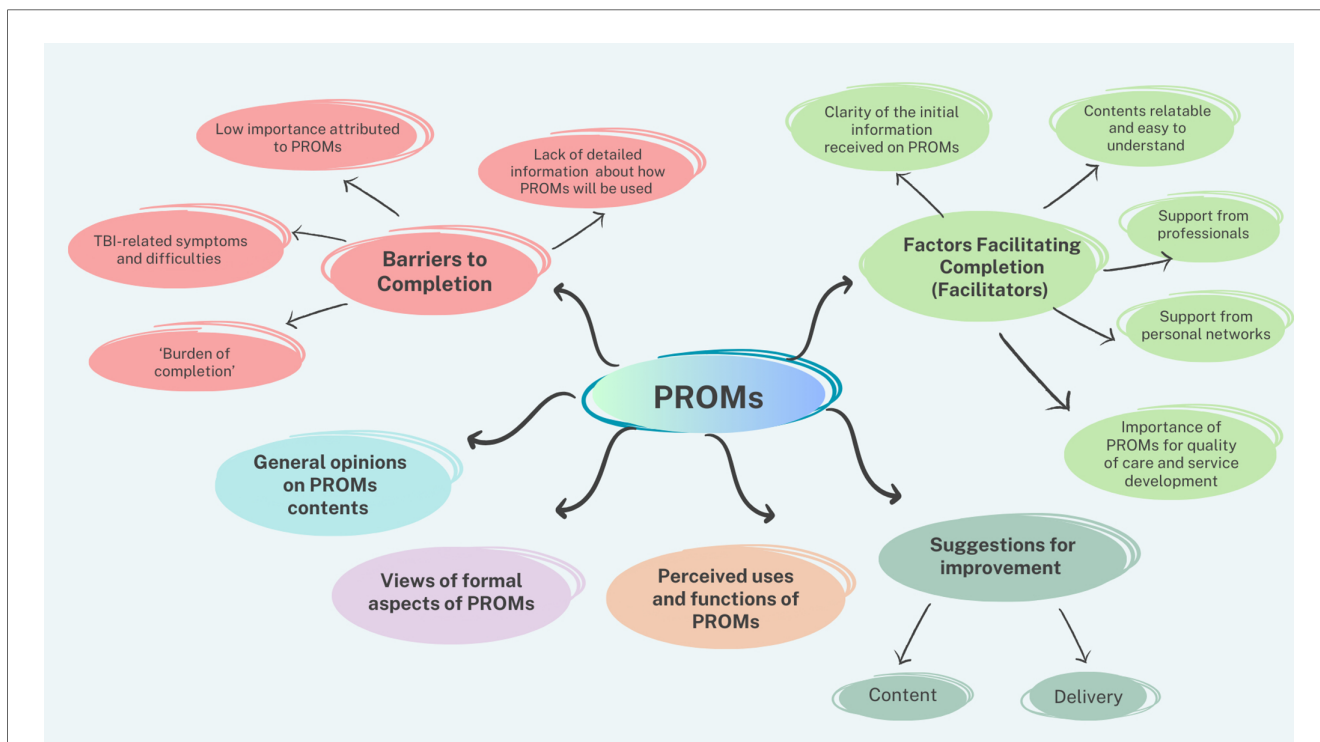 Low importance attributed
to PROMs
Lack of detailed
information about how
PROMs will be used
TBI-related symptoms
and difficulties
Barriers to
Completion
‘Burden of
completion’
Clarity of the initial
information
received on PROMs
Contents relatable
and easy to
understand
Factors Facilitating
Completion
(Facilitators)
Support from
professionals
Support from
personal networks
Importance of
PROMs for quality
of care and service
development
PROMs
General opinions
on PROMs
contents
Views of formal
aspects of PROMs
Perceived uses
and functions of
PROMs
Suggestions for
improvement
Content
Delivery